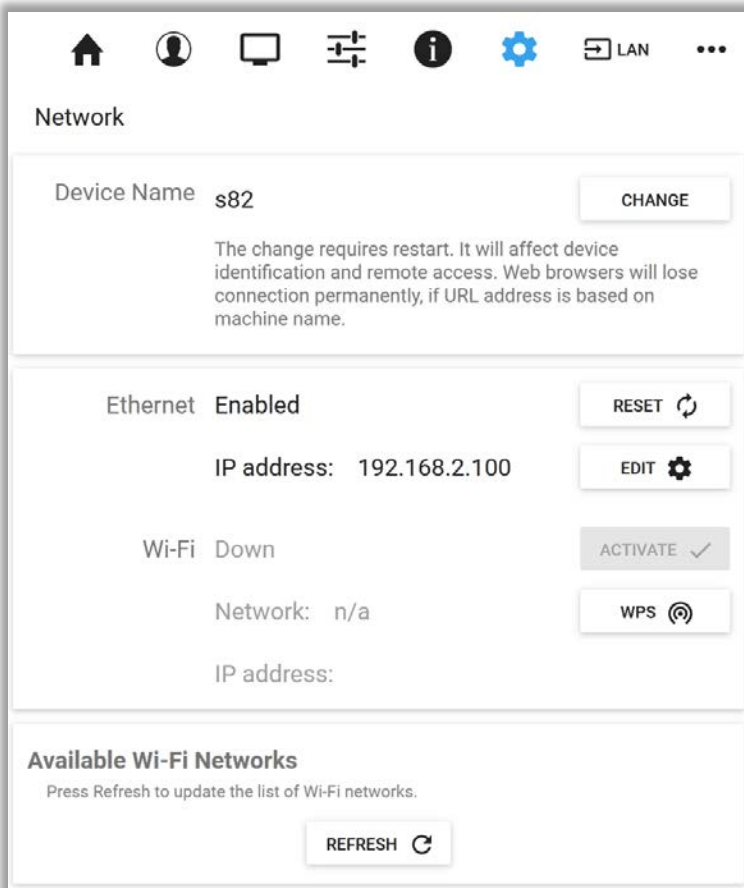 LAN
Network
Device Name s82 CHANGE
The change requires restart. It will affect device
identification and remote access. Web browsers will lose
connection permanently, if URL address is based on
machine name.
Ethernet Enabled RESET
IP address: 192.168.2.100 EDIT
Wi-Fi Down ACTIVATE
Network: n/a WPS
IP address:
Available Wi-Fi Networks
Press Refresh to update the list of Wi-Fi networks.
REFRESH